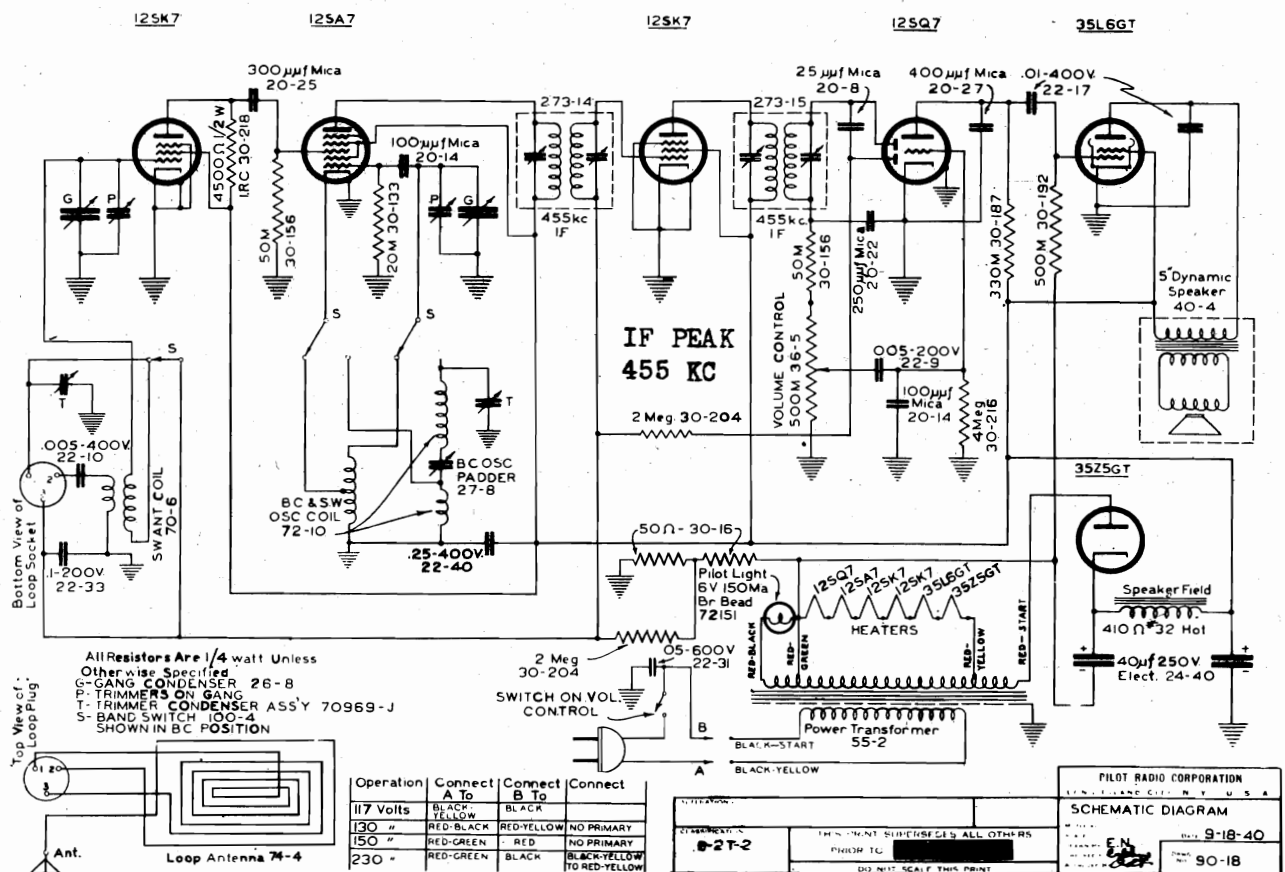 12SK7
12SA7
12SK7
12SQ7
35L6GT
300µµf Mica
20-25
4500Ω 1/2W
I.R.C 30-218
G
P
50M
30-156
100µµf Mica
20-14
20M 30-133
P
G
273-14
455kc
I.F
273-15
455kc
I.F
25µµf Mica
20-8
400µµf Mica
20-27
.01-400V.
22-17
50M
30-156
250µµf Mica
20-22
330M 30-187
500M 30-192
5" Dynamic
Speaker
40-4
S
S
S
T
T
IF PEAK
455 KC
VOLUME CONTROL
500M 36-5
.005-200V
22-9
100µµf
Mica
20-14
4Meg
30-216
2 Meg. 30-204
.005-400V
22-10
2
Bottom View of
Loop Socket
SW ANT COIL
70-6
.1-200V
22-33
B.C & S.W
OSC COIL
72-10
BC OSC
PADDER
27-8
.25-400V.
22-40
50Ω-30-16
Pilot Light
6V 150Ma
Br Bead
72151
12SQ7
12SA7
12SK7
12SK7
35L6GT
35Z5GT
HEATERS
RED-BLACK
RED-GREEN
RED-YELLOW
RED-START
35Z5GT
Speaker Field
410Ω #32 Hot
+
+
40µf 250V
Elect. 24-40
2 Meg
30-204
.05-600V
22-31
SWITCH ON VOL.
CONTROL
B
BLACK-START
A
BLACK-YELLOW
Power Transformer
55-2
All Resistors Are 1/4 watt Unless
Otherwise Specified
G-GANG CONDENSER 26-8
P-TRIMMERS ON GANG
T-TRIMMER CONDENSER ASS'Y 70969-J
S-BAND SWITCH 100-4
SHOWN IN BC POSITION
Top View of
Loop Plug
1 2
3
Ant.
Loop Antenna 74-4
Operation Connect A To Connect B To Connect
117 Volts BLACK-YELLOW BLACK
130 " RED-BLACK RED-YELLOW NO PRIMARY
150 " RED-GREEN RED NO PRIMARY
230 " RED-GREEN BLACK BLACK-YELLOW TO RED-YELLOW
THIS PRINT SUPERSEDES ALL OTHERS
PRIOR TO
DO NOT SCALE THIS PRINT
PILOT RADIO CORPORATION
LONG ISLAND CITY N Y U S A
SCHEMATIC DIAGRAM
E.N.
9-18-40
90-18